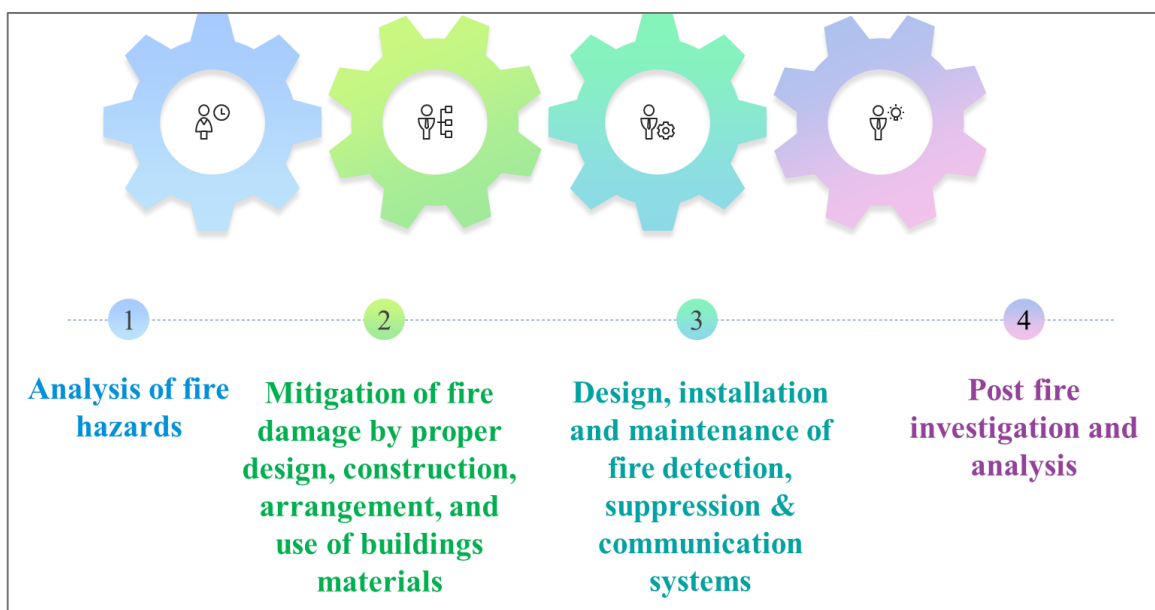 1
Analysis of fire
hazards
2
Mitigation of fire
damage by proper
design, construction,
arrangement, and
use of buildings
materials
3
Design, installation
and maintenance of
fire detection,
suppression &
communication
systems
4
Post fire
investigation and
analysis